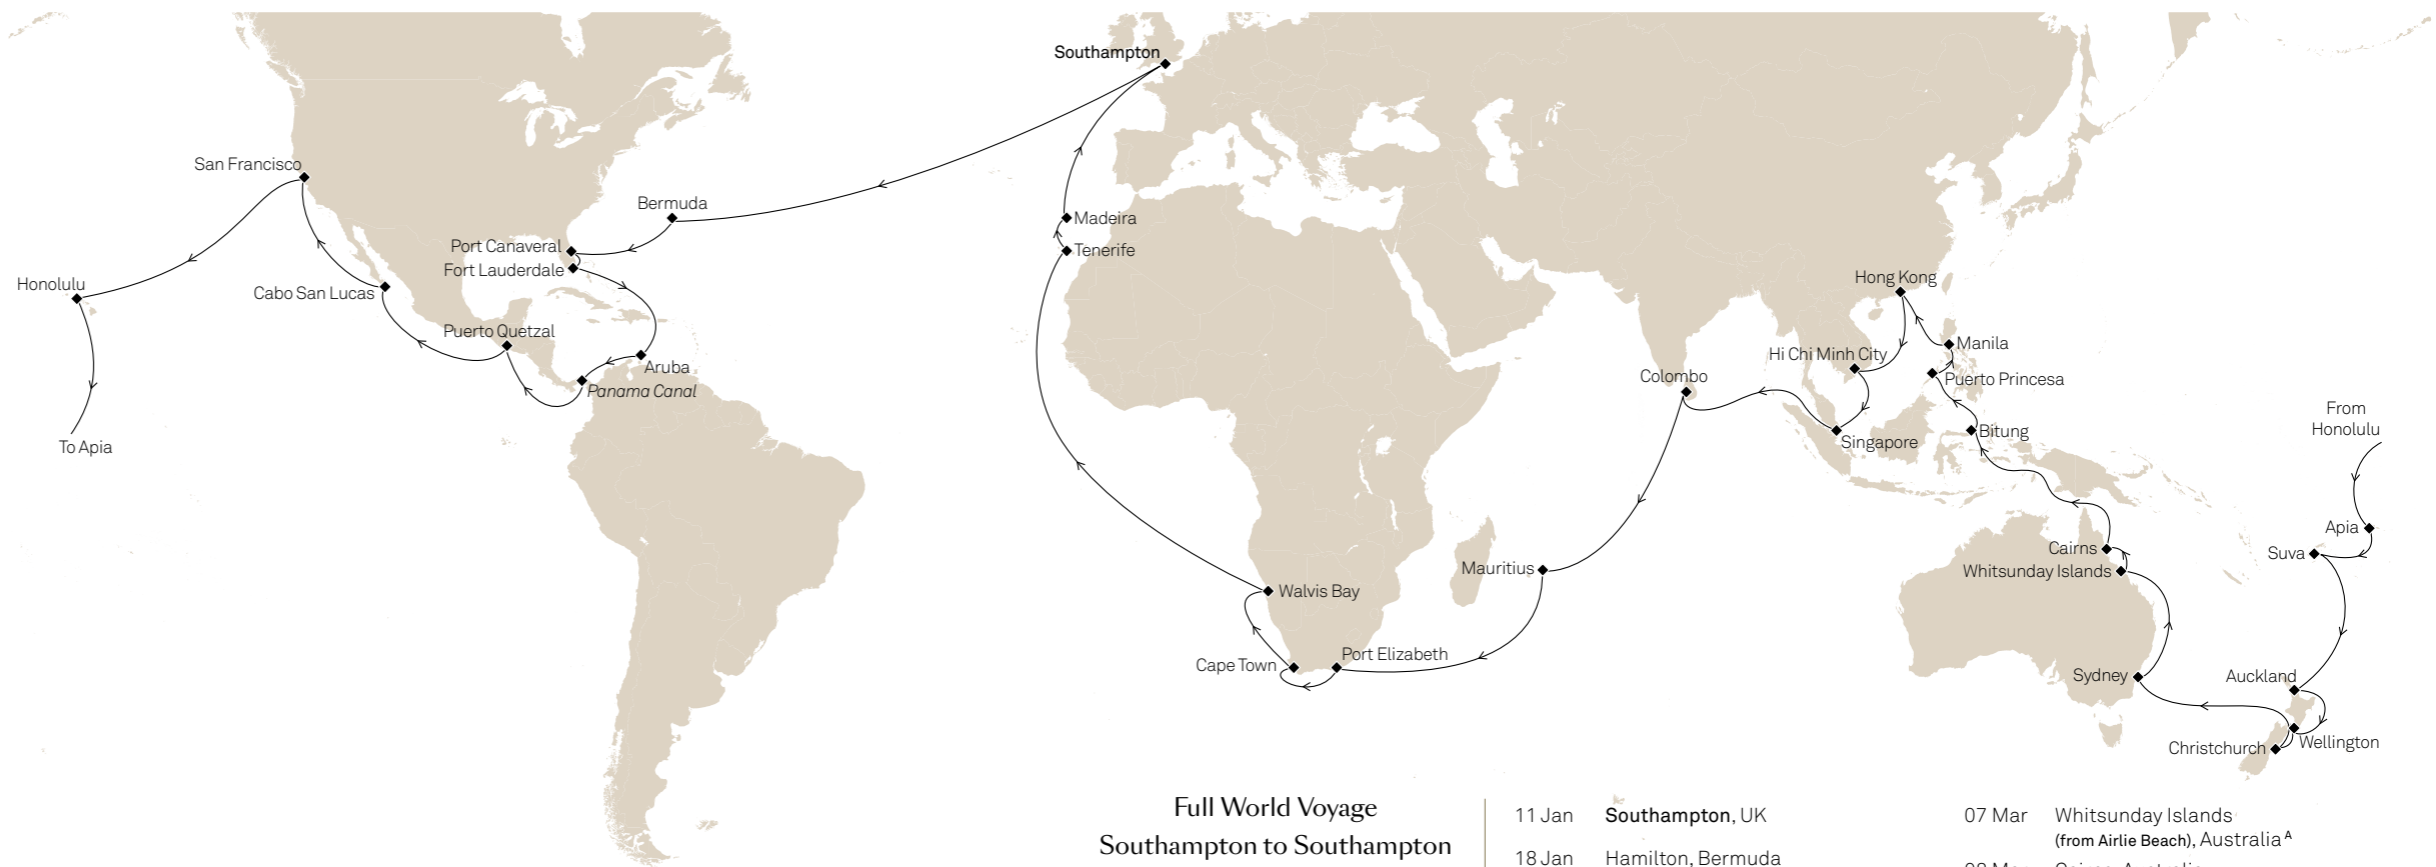 Southampton
San Francisco
Bermuda
Madeira
Port Canaveral
Tenerife
Fort Lauderdale
Hong Kong
Honolulu
Cabo San Lucas
Puerto Quetzal
Manila
Hi Chi Minh City
Aruba
Colombo
Puerto Princesa
Panama Canal
From
Honolulu
To Apia
Singapore
Bitung
Apia
Cairns
Suva
Mauritius
Whitsunday Islands
Walvis Bay
Port Elizabeth
Cape Town
Sydney
Auckland
Wellington
Christchurch
Full World Voyage
Southampton to Southampton
11 Jan Southampton, UK
18 Jan Hamilton, Bermuda
07 Mar Whitsunday Islands
(from Airlie Beach), Australia A